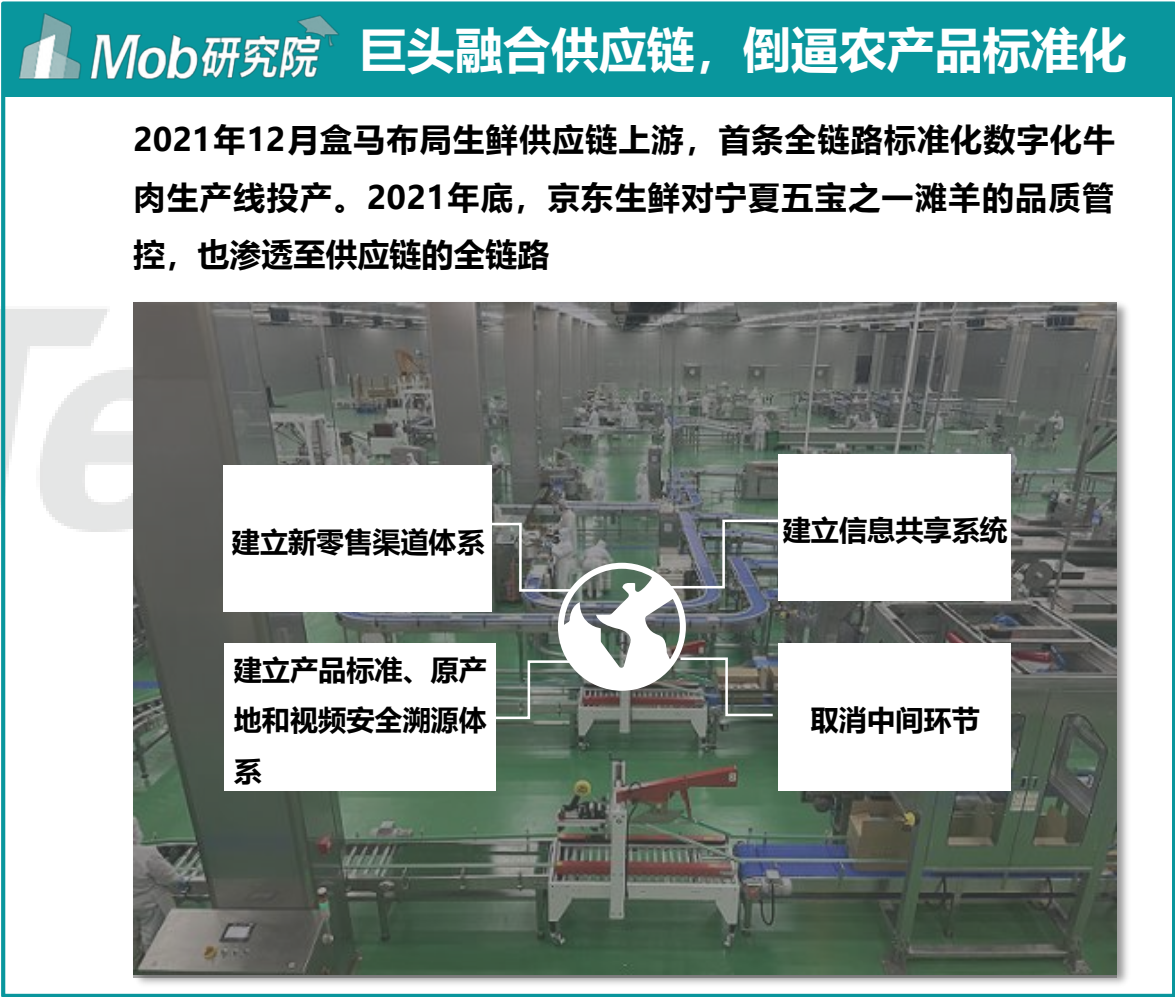 Mob研究院
巨头融合供应链，倒逼农产品标准化
2021年12月盒马布局生鲜供应链上游，首条全链路标准化数字化牛
肉生产线投产。2021年底，京东生鲜对宁夏五宝之一滩羊的品质管
控，也渗透至供应链的全链路
Te
建立新零售渠道体系
建立信息共享系统
建立产品标准、原产
地和视频安全溯源体
系
取消中间环节